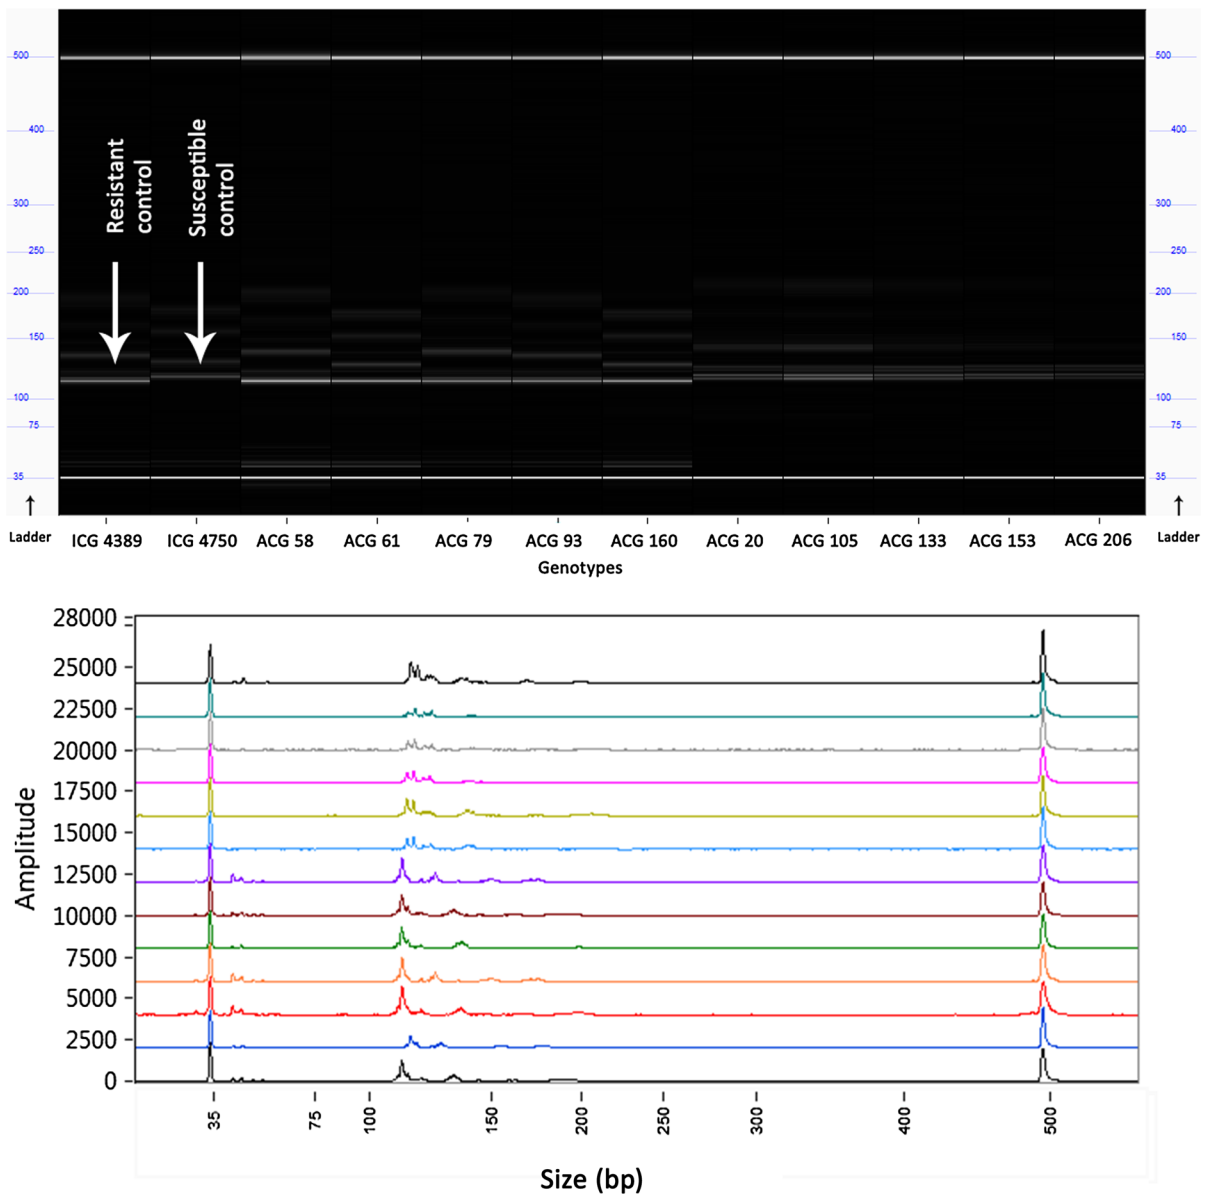 500
400
300
250
200
150
100
75
35
Resistant
control
Susceptible
control
500
400
300
250
200
150
100
75
35
Ladder
ICG 4389
ICG 4750
ACG 58
ACG 61
ACG 79
ACG 93
ACG 160
ACG 20
ACG 105
ACG 133
ACG 153
ACG 206
Ladder
Genotypes
28000
25000
22500
20000
17500
15000
12500
10000
7500
5000
2500
0
Amplitude
35
75
100
150
200
250
300
400
500
Size (bp)